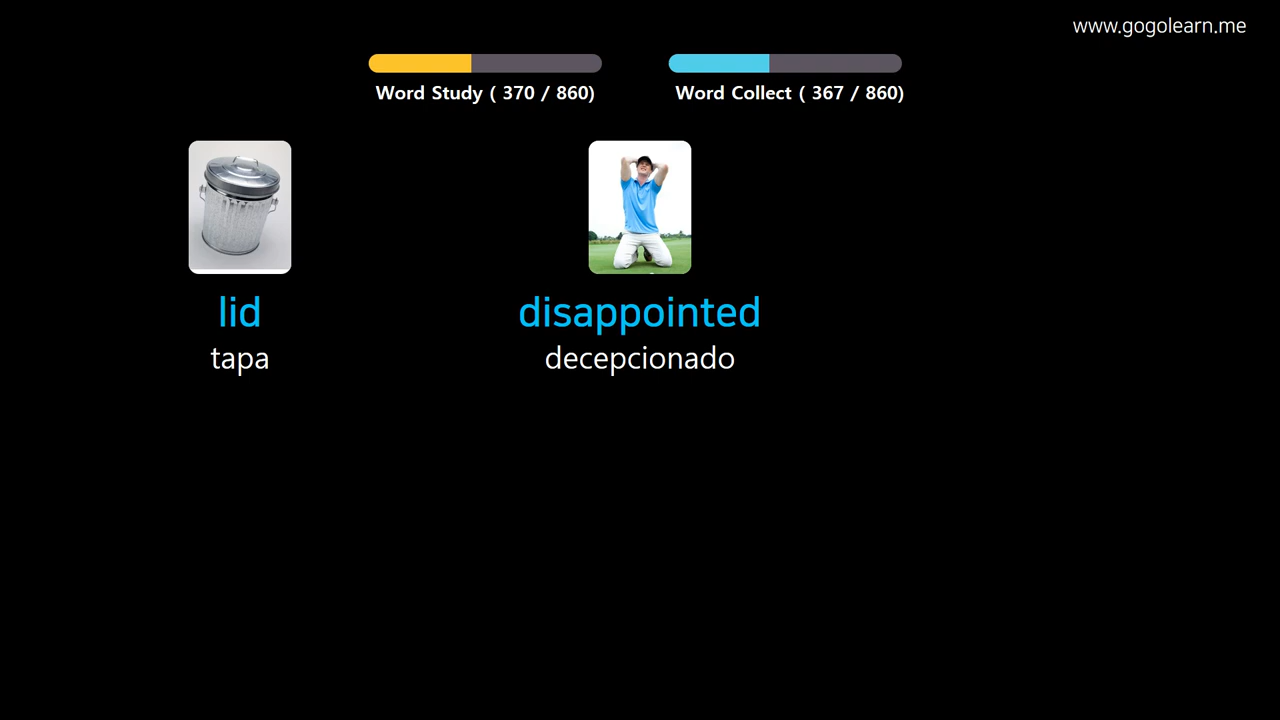 www.gogolearn.me
Word Study ( 370 / 860)
Word Collect ( 367 / 860)
lid
tapa
disappointed
decepcionado